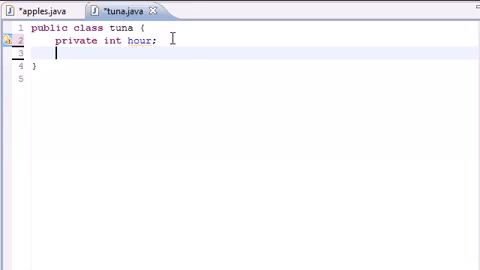 *apples.java
*tuna.java
1 public class tuna {
2 private int hour;
3
4 }
5